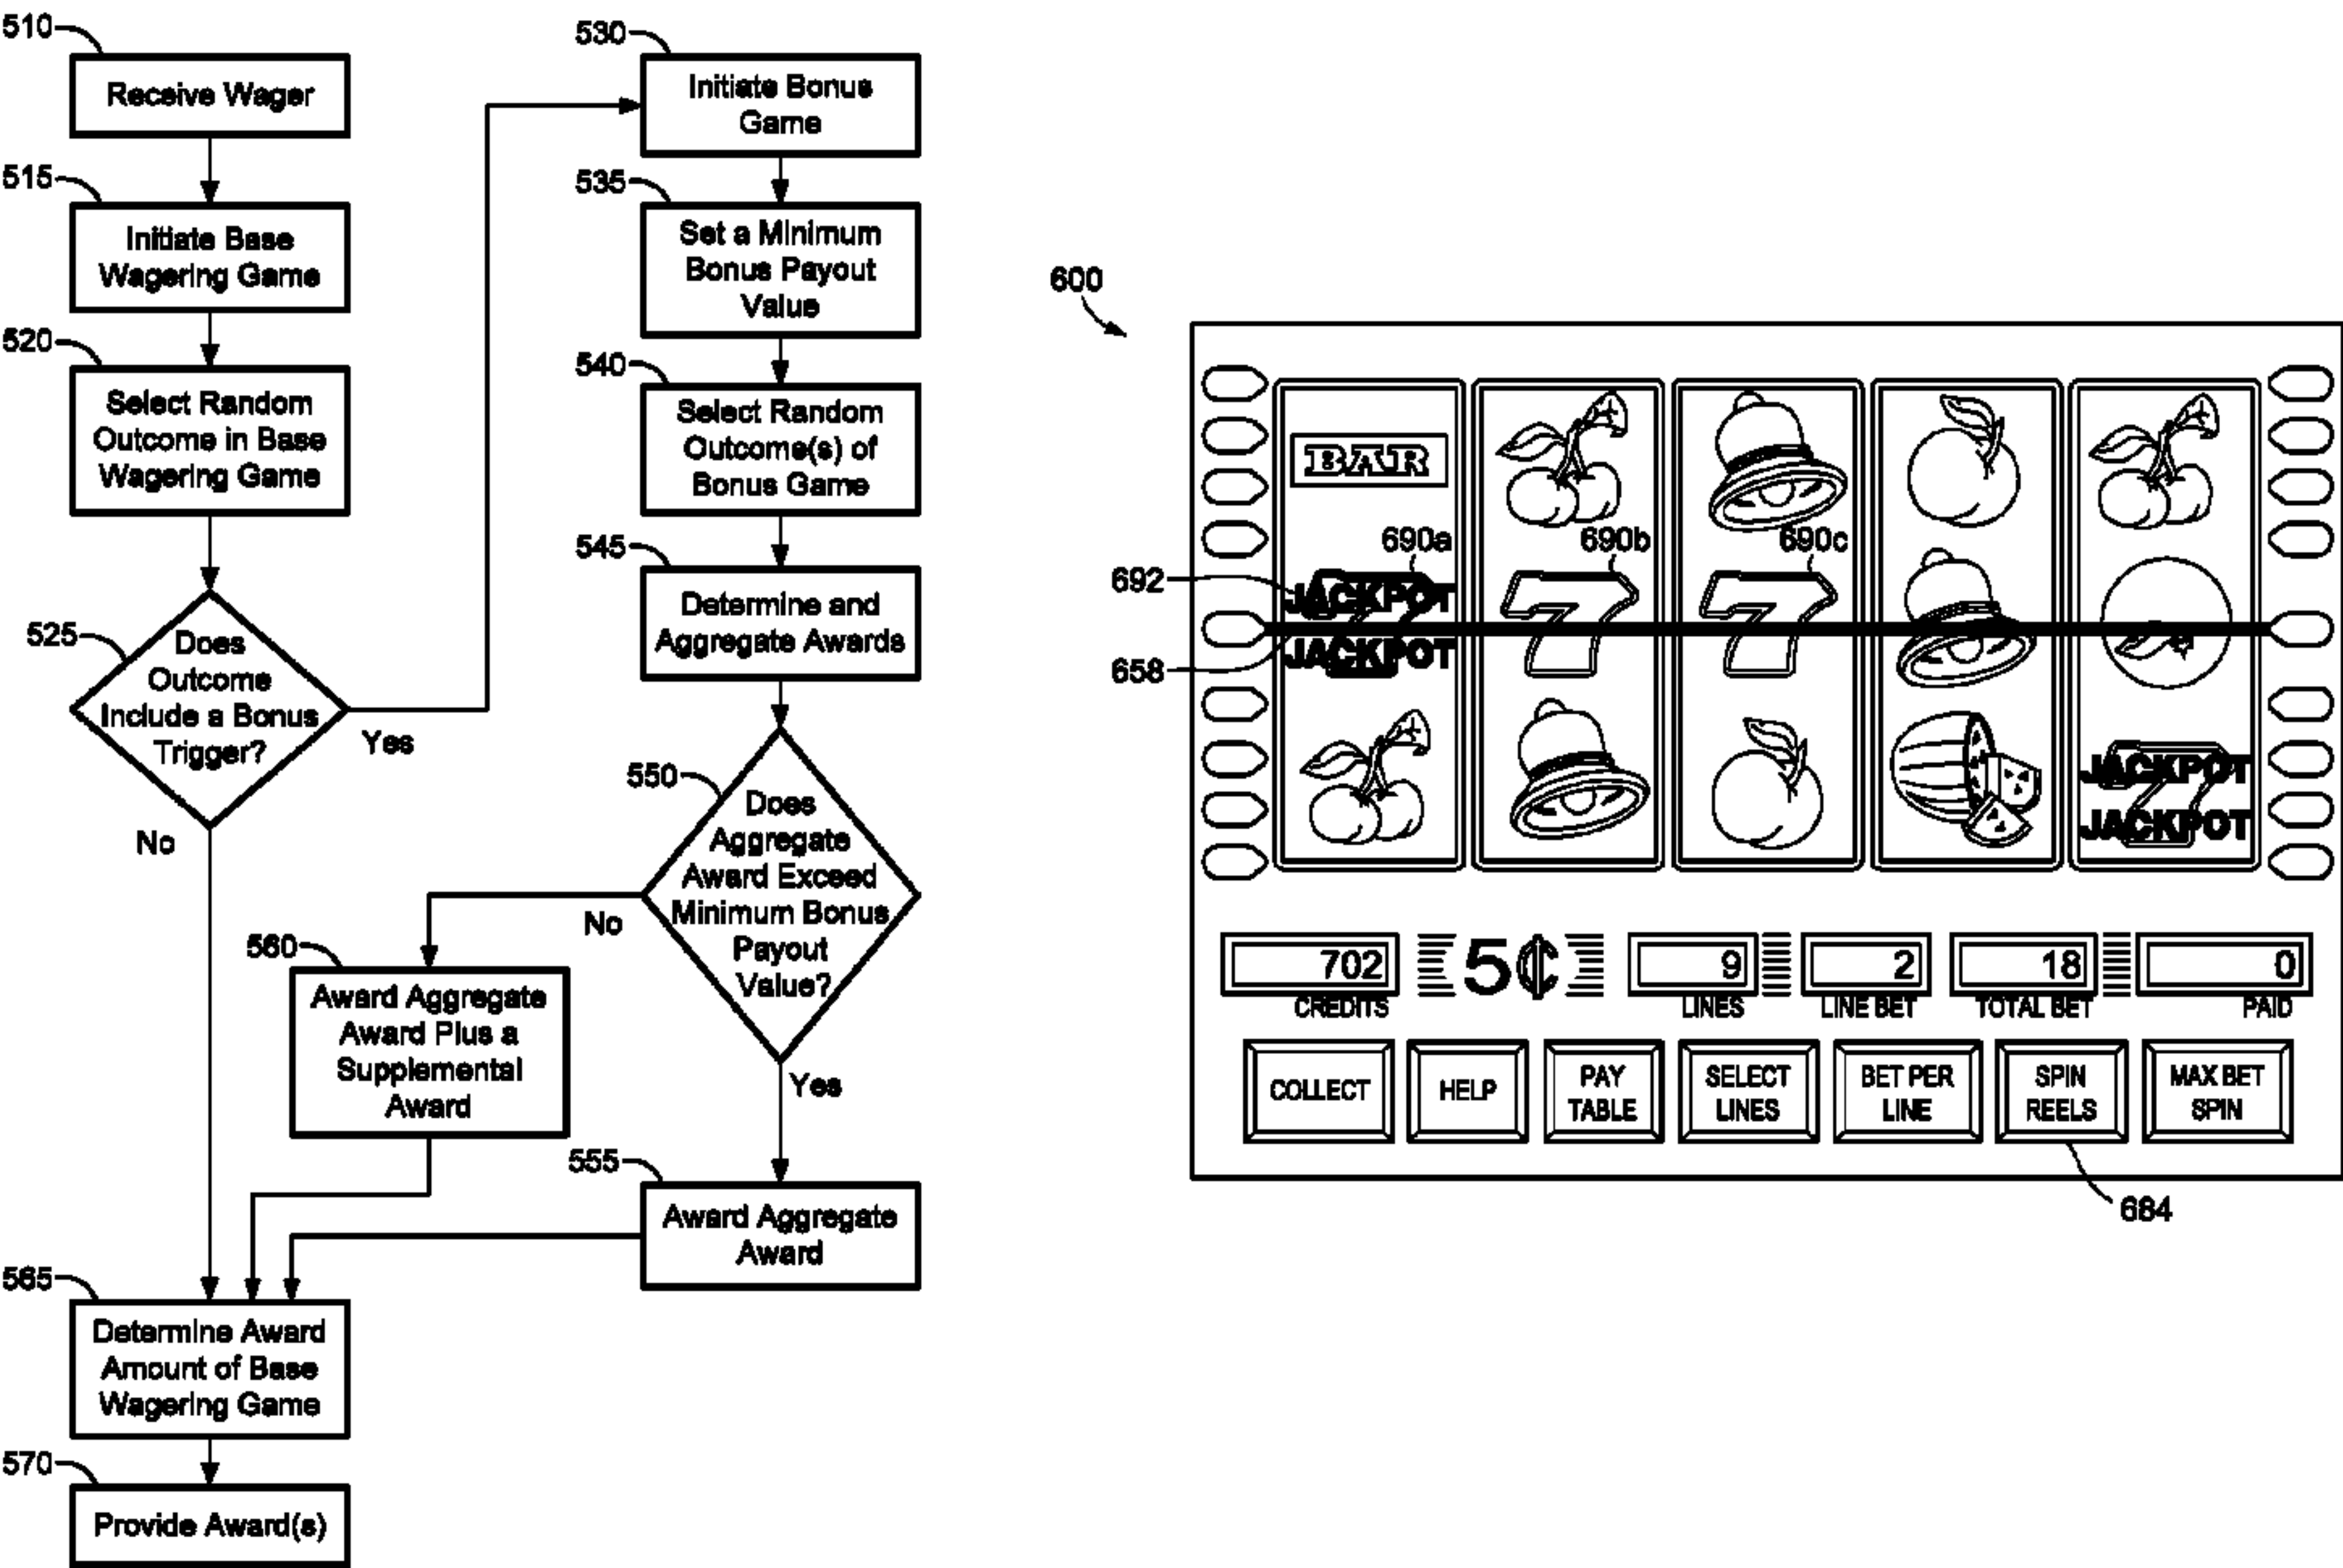 510
Receive Wager
515
Initiate Base
Wagering Game
520
Select Random
Outcome in Base
Wagering Game
525
Does
Outcome
Include a Bonus
Trigger?
Yes
No
530
Initiate Bonus
Game
535
Set a Minimum
Bonus Payout
Value
540
Select Random
Outcome(s) of
Bonus Game
545
Determine and
Aggregate Awards
550
Does
Aggregate
Award Exceed
Minimum Bonus
Payout
Value?
No
Yes
560
Award Aggregate
Award Plus a
Supplemental
Award
555
Award Aggregate
Award
565
Determine Award
Amount of Base
Wagering Game
570
Provide Award(s)
600
BAR
690a
690b
690c
692
JACKPOT
7
JACKPOT
7
7
658
JACKPOT
7
JACKPOT
702
5¢
9
2
18
0
CREDITS
LINES
LINE BET
TOTAL BET
PAID
COLLECT
HELP
PAY
TABLE
SELECT
LINES
BET PER
LINE
SPIN
REELS
MAX BET
SPIN
684